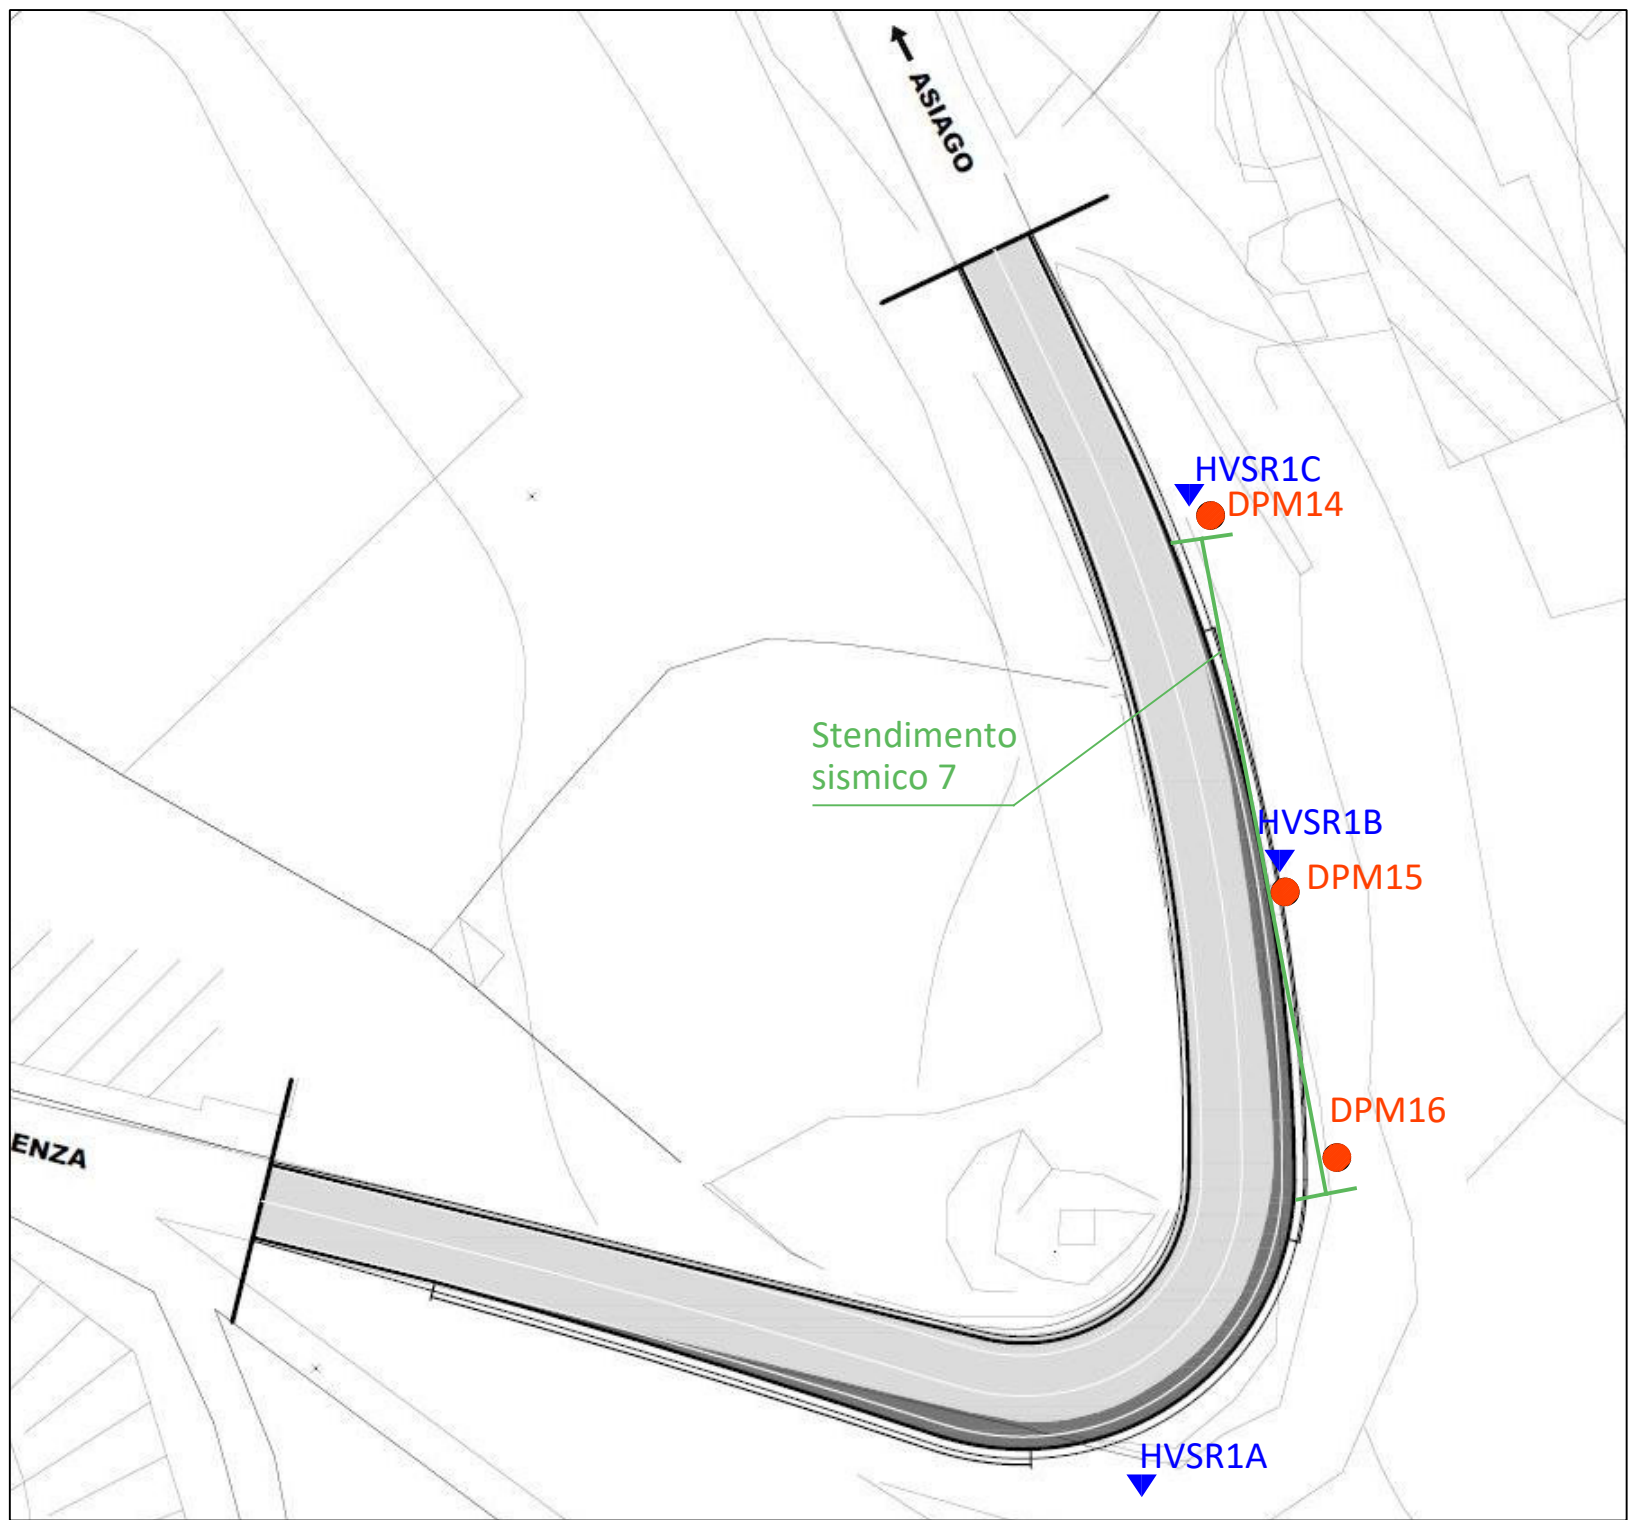 ASIAGO
HVSR1C
DPM14
Stendimento
sismico 7
HVSR1B
DPM15
DPM16
ENZA
HVSR1A